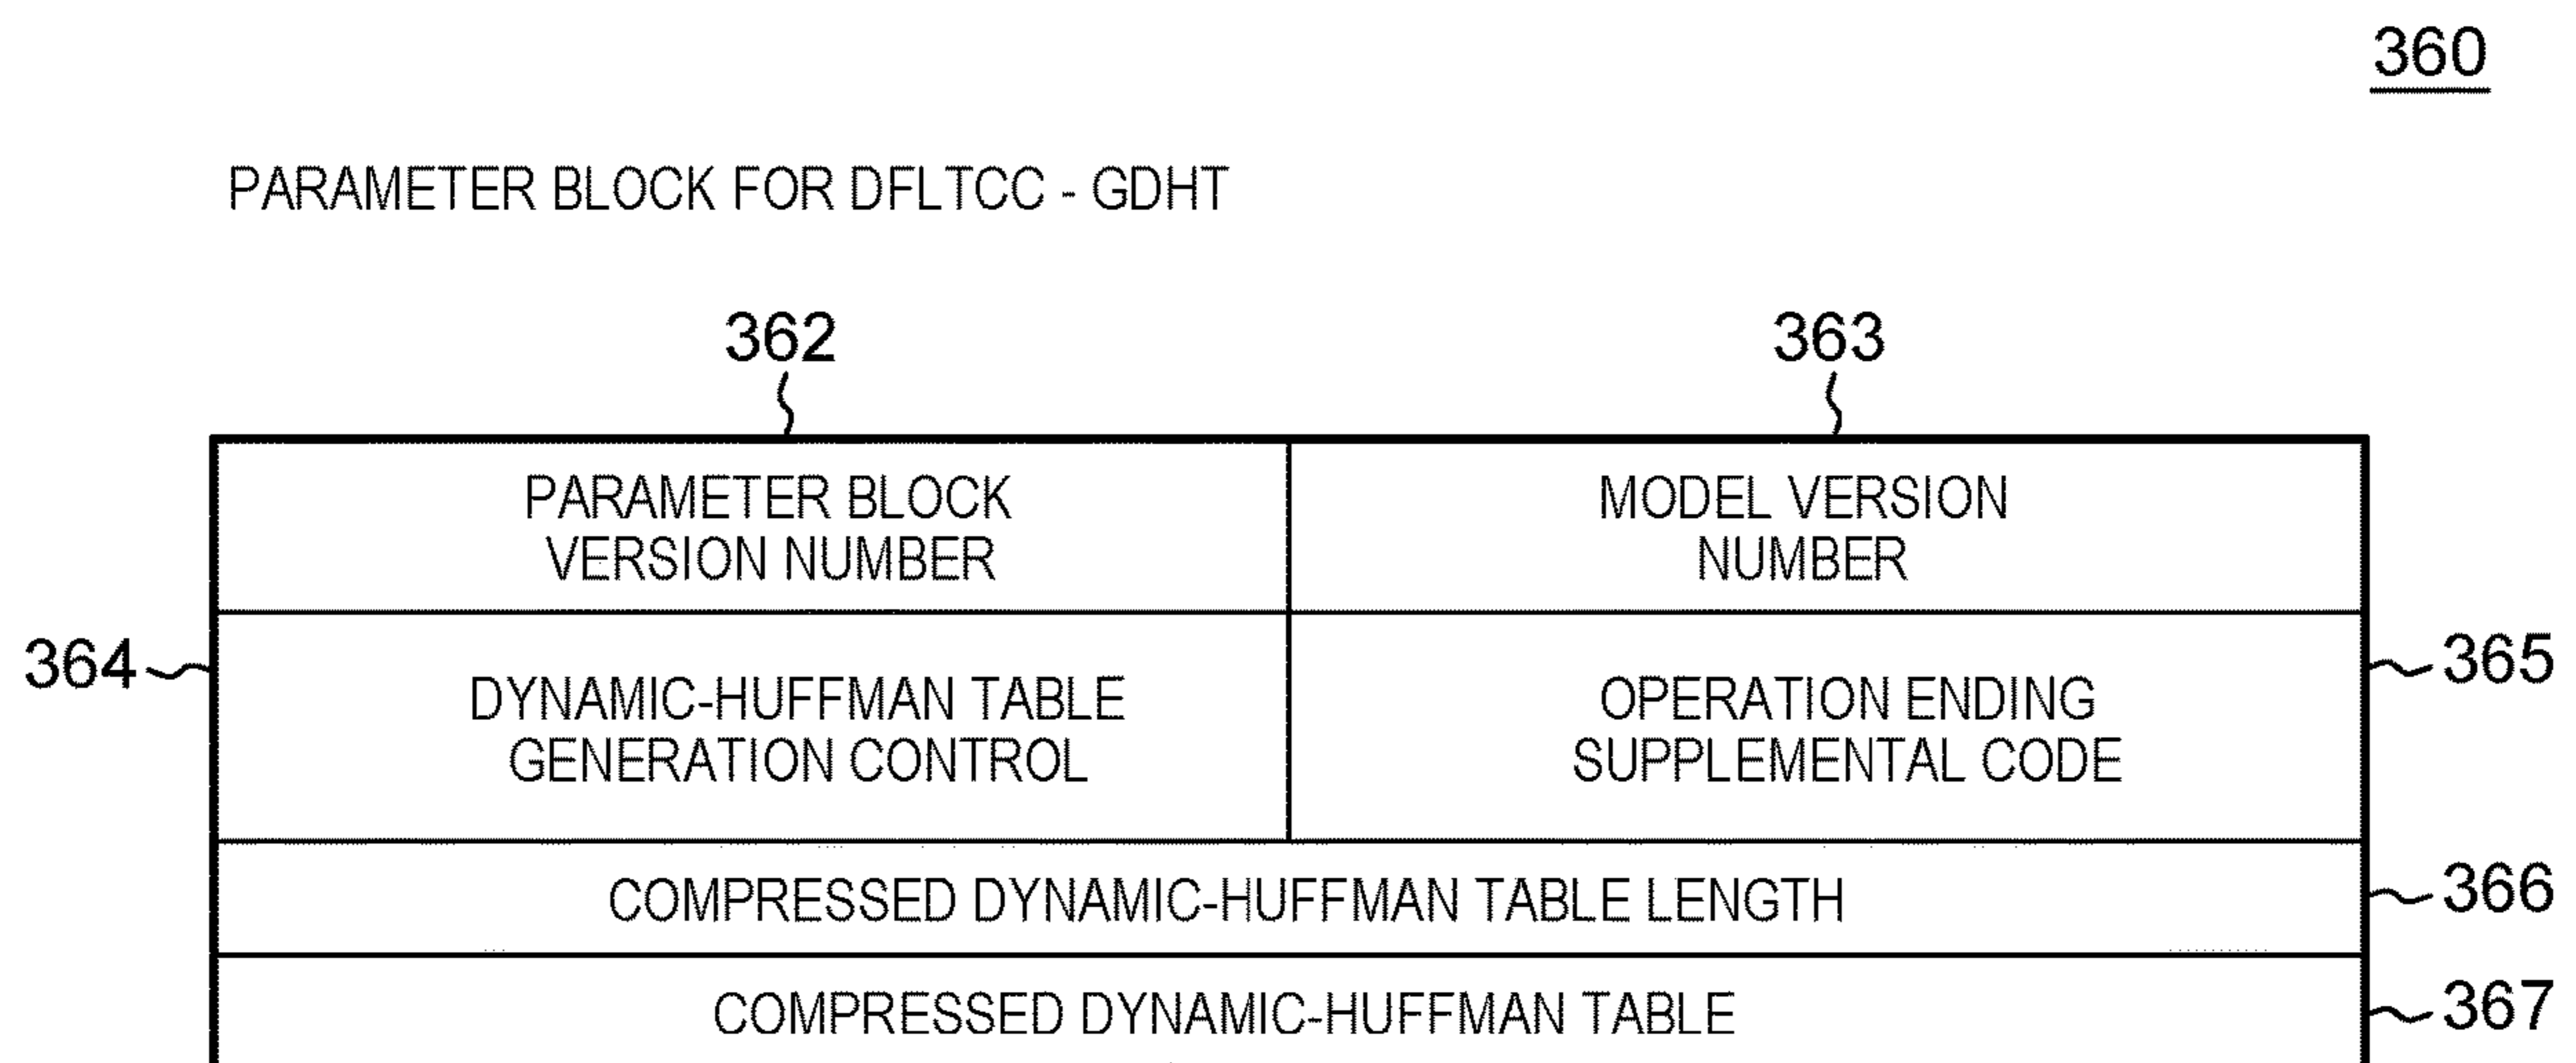 360
PARAMETER BLOCK FOR DFLTCC - GDHT
362
363
PARAMETER BLOCK
VERSION NUMBER
MODEL VERSION
NUMBER
364
DYNAMIC-HUFFMAN TABLE
GENERATION CONTROL
OPERATION ENDING
SUPPLEMENTAL CODE
365
COMPRESSED DYNAMIC-HUFFMAN TABLE LENGTH
366
COMPRESSED DYNAMIC-HUFFMAN TABLE
367